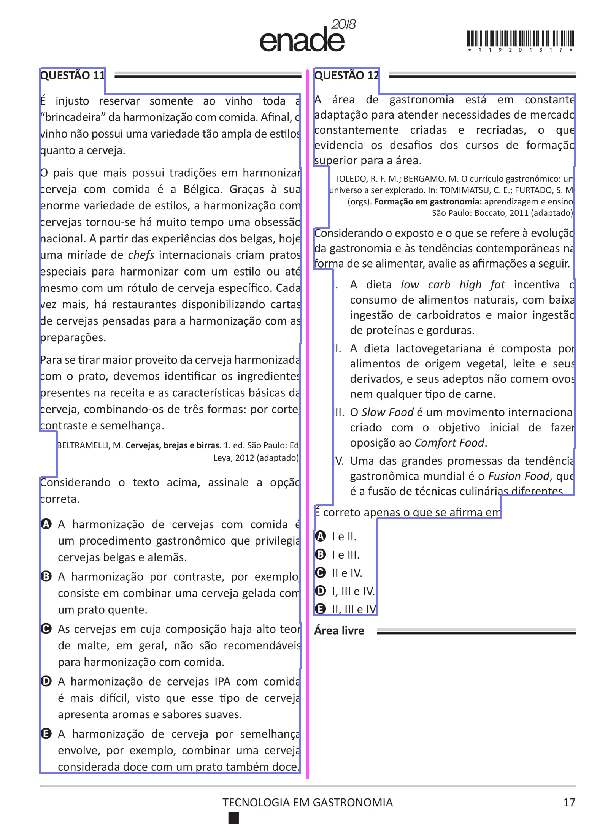 enade2018
*R1920181 7*
QUESTÃO 11
É injusto reservar somente ao vinho toda a
“brincadeira” da harmonização com comida. Afinal, o
vinho não possui uma variedade tão ampla de estilos
quanto a cerveja.
O país que mais possui tradições em harmonizar
cerveja com comida é a Bélgica. Graças à sua
enorme variedade de estilos, a harmonização com
cervejas tornou-se há muito tempo uma obsessão
nacional. A partir das experiências dos belgas, hoje
uma miríade de chefs internacionais criam pratos
especiais para harmonizar com um estilo ou até
mesmo com um rótulo de cerveja específico. Cada
vez mais, há restaurantes disponibilizando cartas
de cervejas pensadas para a harmonização com as
preparações.
Para se tirar maior proveito da cerveja harmonizada
com o prato, devemos identificar os ingredientes
presentes na receita e as características básicas da
cerveja, combinando-os de três formas: por corte,
contraste e semelhança.
BELTRAMELLI, M. Cervejas, brejas e birras. 1. ed. São Paulo: Ed
Leya, 2012 (adaptado)
Considerando o texto acima, assinale a opção
correta.
A A harmonização de cervejas com comida é
um procedimento gastronômico que privilegia
cervejas belgas e alemãs.
B A harmonização por contraste, por exemplo,
consiste em combinar uma cerveja gelada com
um prato quente.
C As cervejas em cuja composição haja alto teor
de malte, em geral, não são recomendáveis
para harmonização com comida.
D A harmonização de cervejas IPA com comida
é mais difícil, visto que esse tipo de cerveja
apresenta aromas e sabores suaves.
E A harmonização de cerveja por semelhança
envolve, por exemplo, combinar uma cerveja
considerada doce com um prato também doce.
QUESTÃO 12
A área de gastronomia está em constante
adaptação para atender necessidades de mercado
constantemente criadas e recriadas, o que
evidencia os desafios dos cursos de formação
superior para a área.
TOLEDO, R. F. M.; BERGAMO, M. O currículo gastronômico: um
universo a ser explorado. In: TOMIMATSU, C. E.; FURTADO, S. M
(orgs). Formação em gastronomia: aprendizagem e ensino
São Paulo: Boccato, 2011 (adaptado)
Considerando o exposto e o que se refere à evolução
da gastronomia e às tendências contemporâneas na
forma de se alimentar, avalie as afirmações a seguir.
I. A dieta low carb high fat incentiva o
consumo de alimentos naturais, com baixa
ingestão de carboidratos e maior ingestão
de proteínas e gorduras.
II. A dieta lactovegetariana é composta por
alimentos de origem vegetal, leite e seus
derivados, e seus adeptos não comem ovos
nem qualquer tipo de carne.
III. O Slow Food é um movimento internacional
criado com o objetivo inicial de fazer
oposição ao Comfort Food.
IV. Uma das grandes promessas da tendência
gastronômica mundial é o Fusion Food, que
é a fusão de técnicas culinárias diferentes.
É correto apenas o que se afirma em
A I e II.
B I e III.
C II e IV.
D I, III e IV.
E II, III e IV
Área livre
TECNOLOGIA EM GASTRONOMIA 17